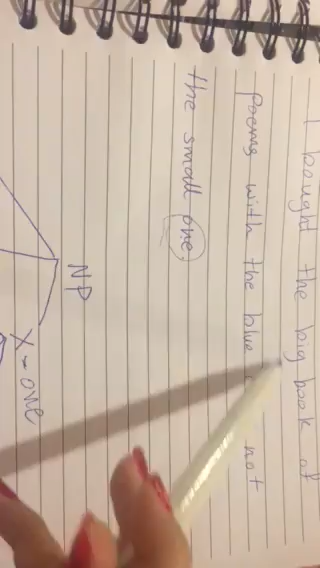 I bought the big book of
Poems with the blue not
the small one.
NP
X - one